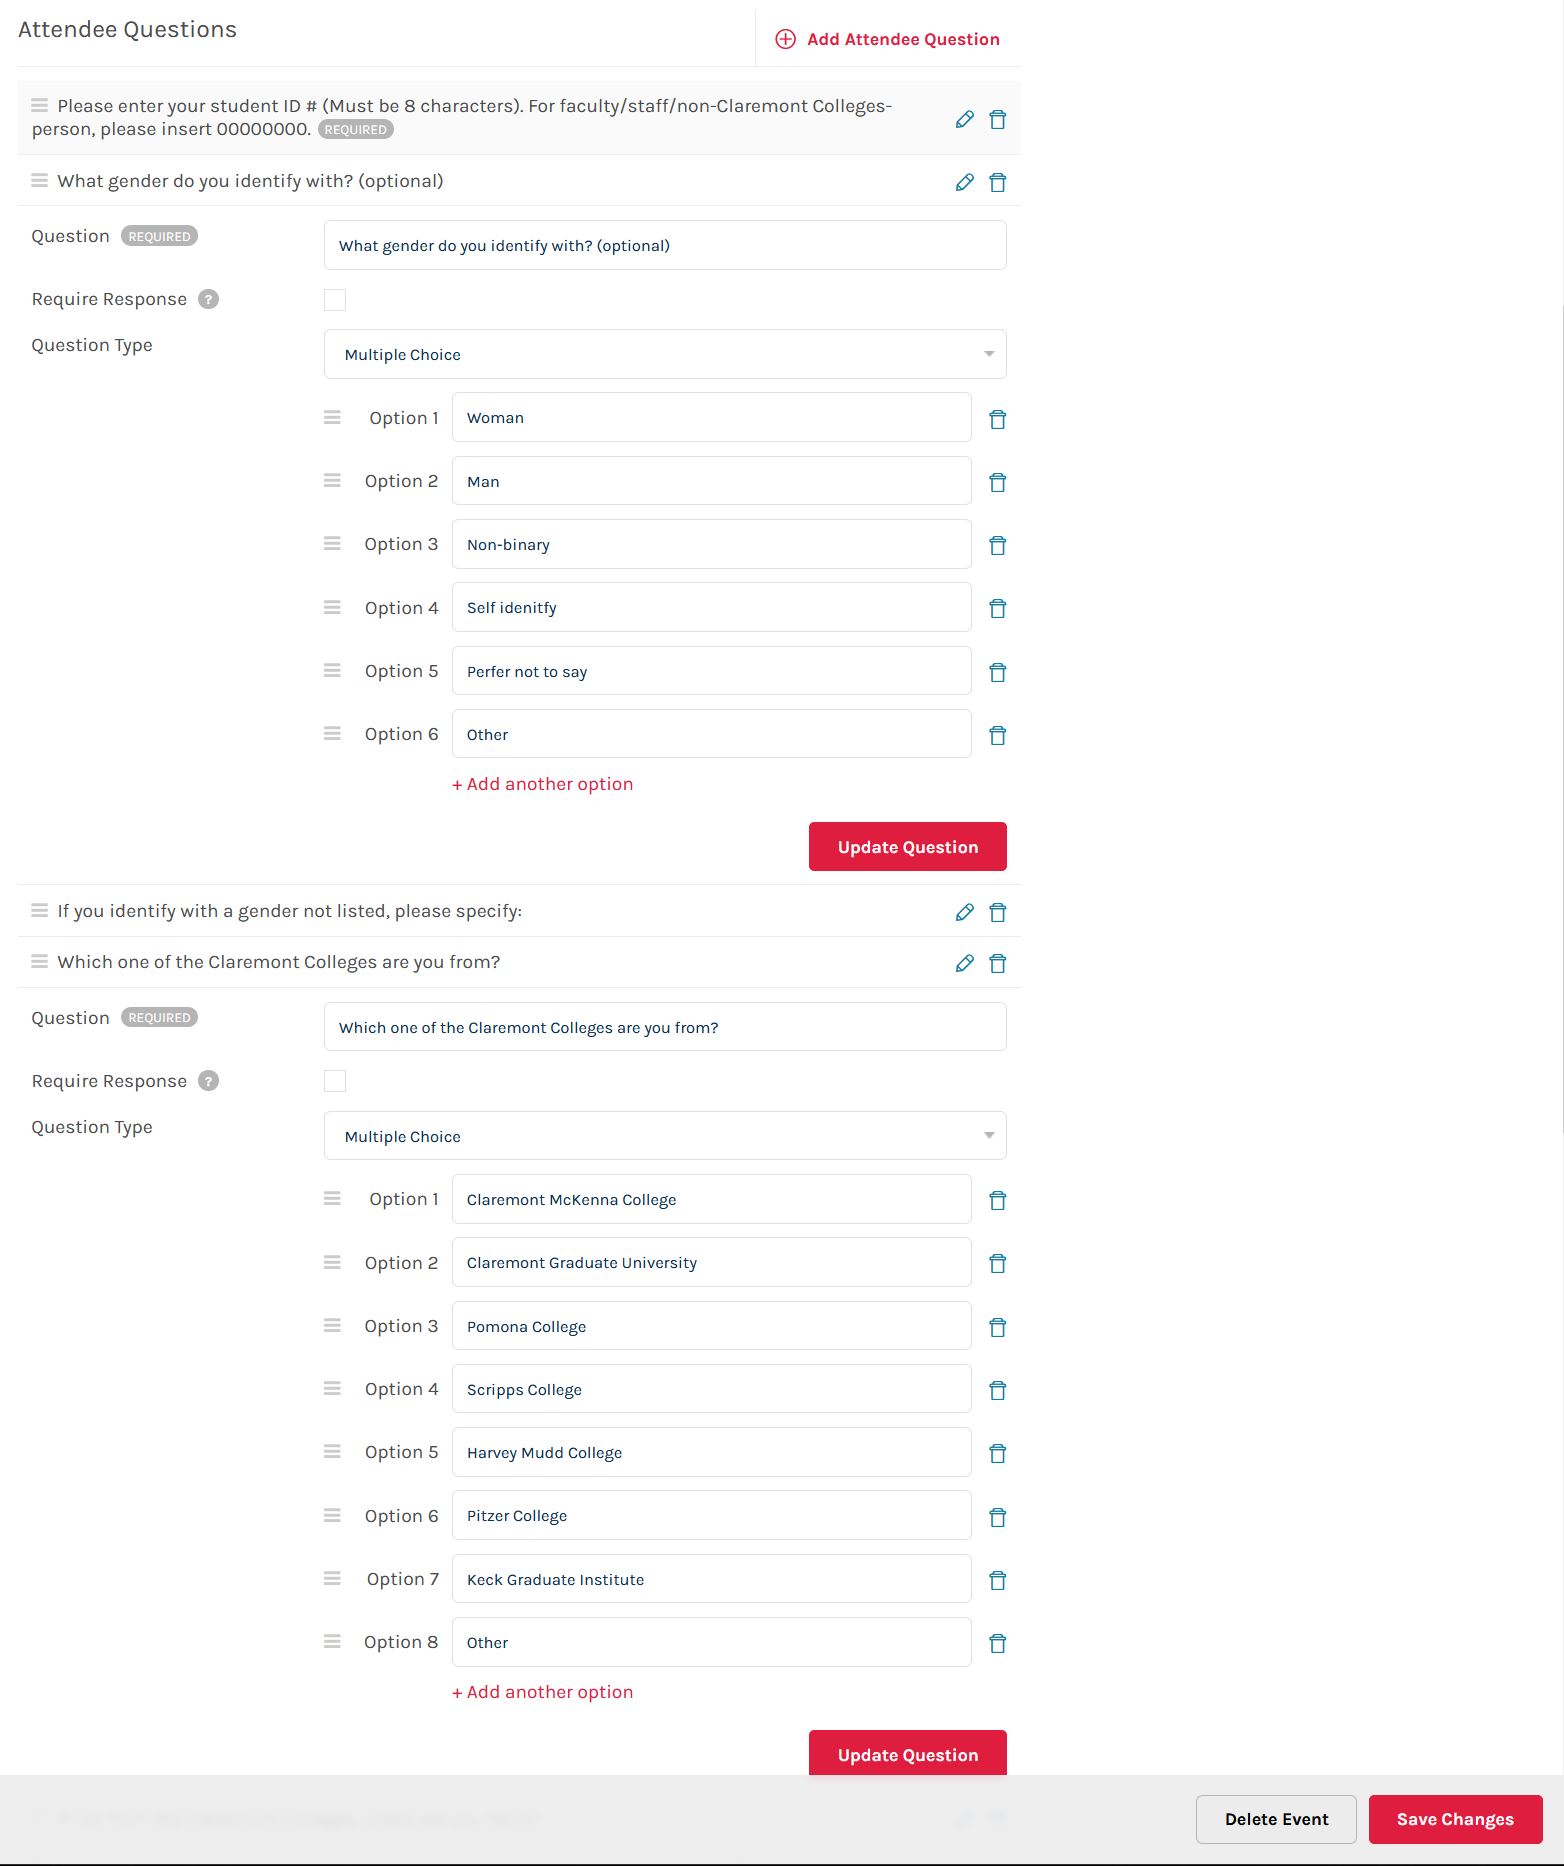 Attendee Questions
Add Attendee Question
Please enter your student ID # (Must be 8 characters). For faculty/staff/non-Claremont Colleges-
person, please insert 00000000. REQUIRED
What gender do you identify with? (optional)
Question REQUIRED
What gender do you identify with? (optional)
Require Response ?
Question Type
Multiple Choice
Option 1 Woman
Option 2 Man
Option 3 Non-binary
Option 4 Self idenitfy
Option 5 Perfer not to say
Option 6 Other
+ Add another option
Update Question
If you identify with a gender not listed, please specify:
Which one of the Claremont Colleges are you from?
Question REQUIRED
Which one of the Claremont Colleges are you from?
Require Response ?
Question Type
Multiple Choice
Option 1 Claremont McKenna College
Option 2 Claremont Graduate University
Option 3 Pomona College
Option 4 Scripps College
Option 5 Harvey Mudd College
Option 6 Pitzer College
Option 7 Keck Graduate Institute
Option 8 Other
+ Add another option
Update Question
Delete Event
Save Changes